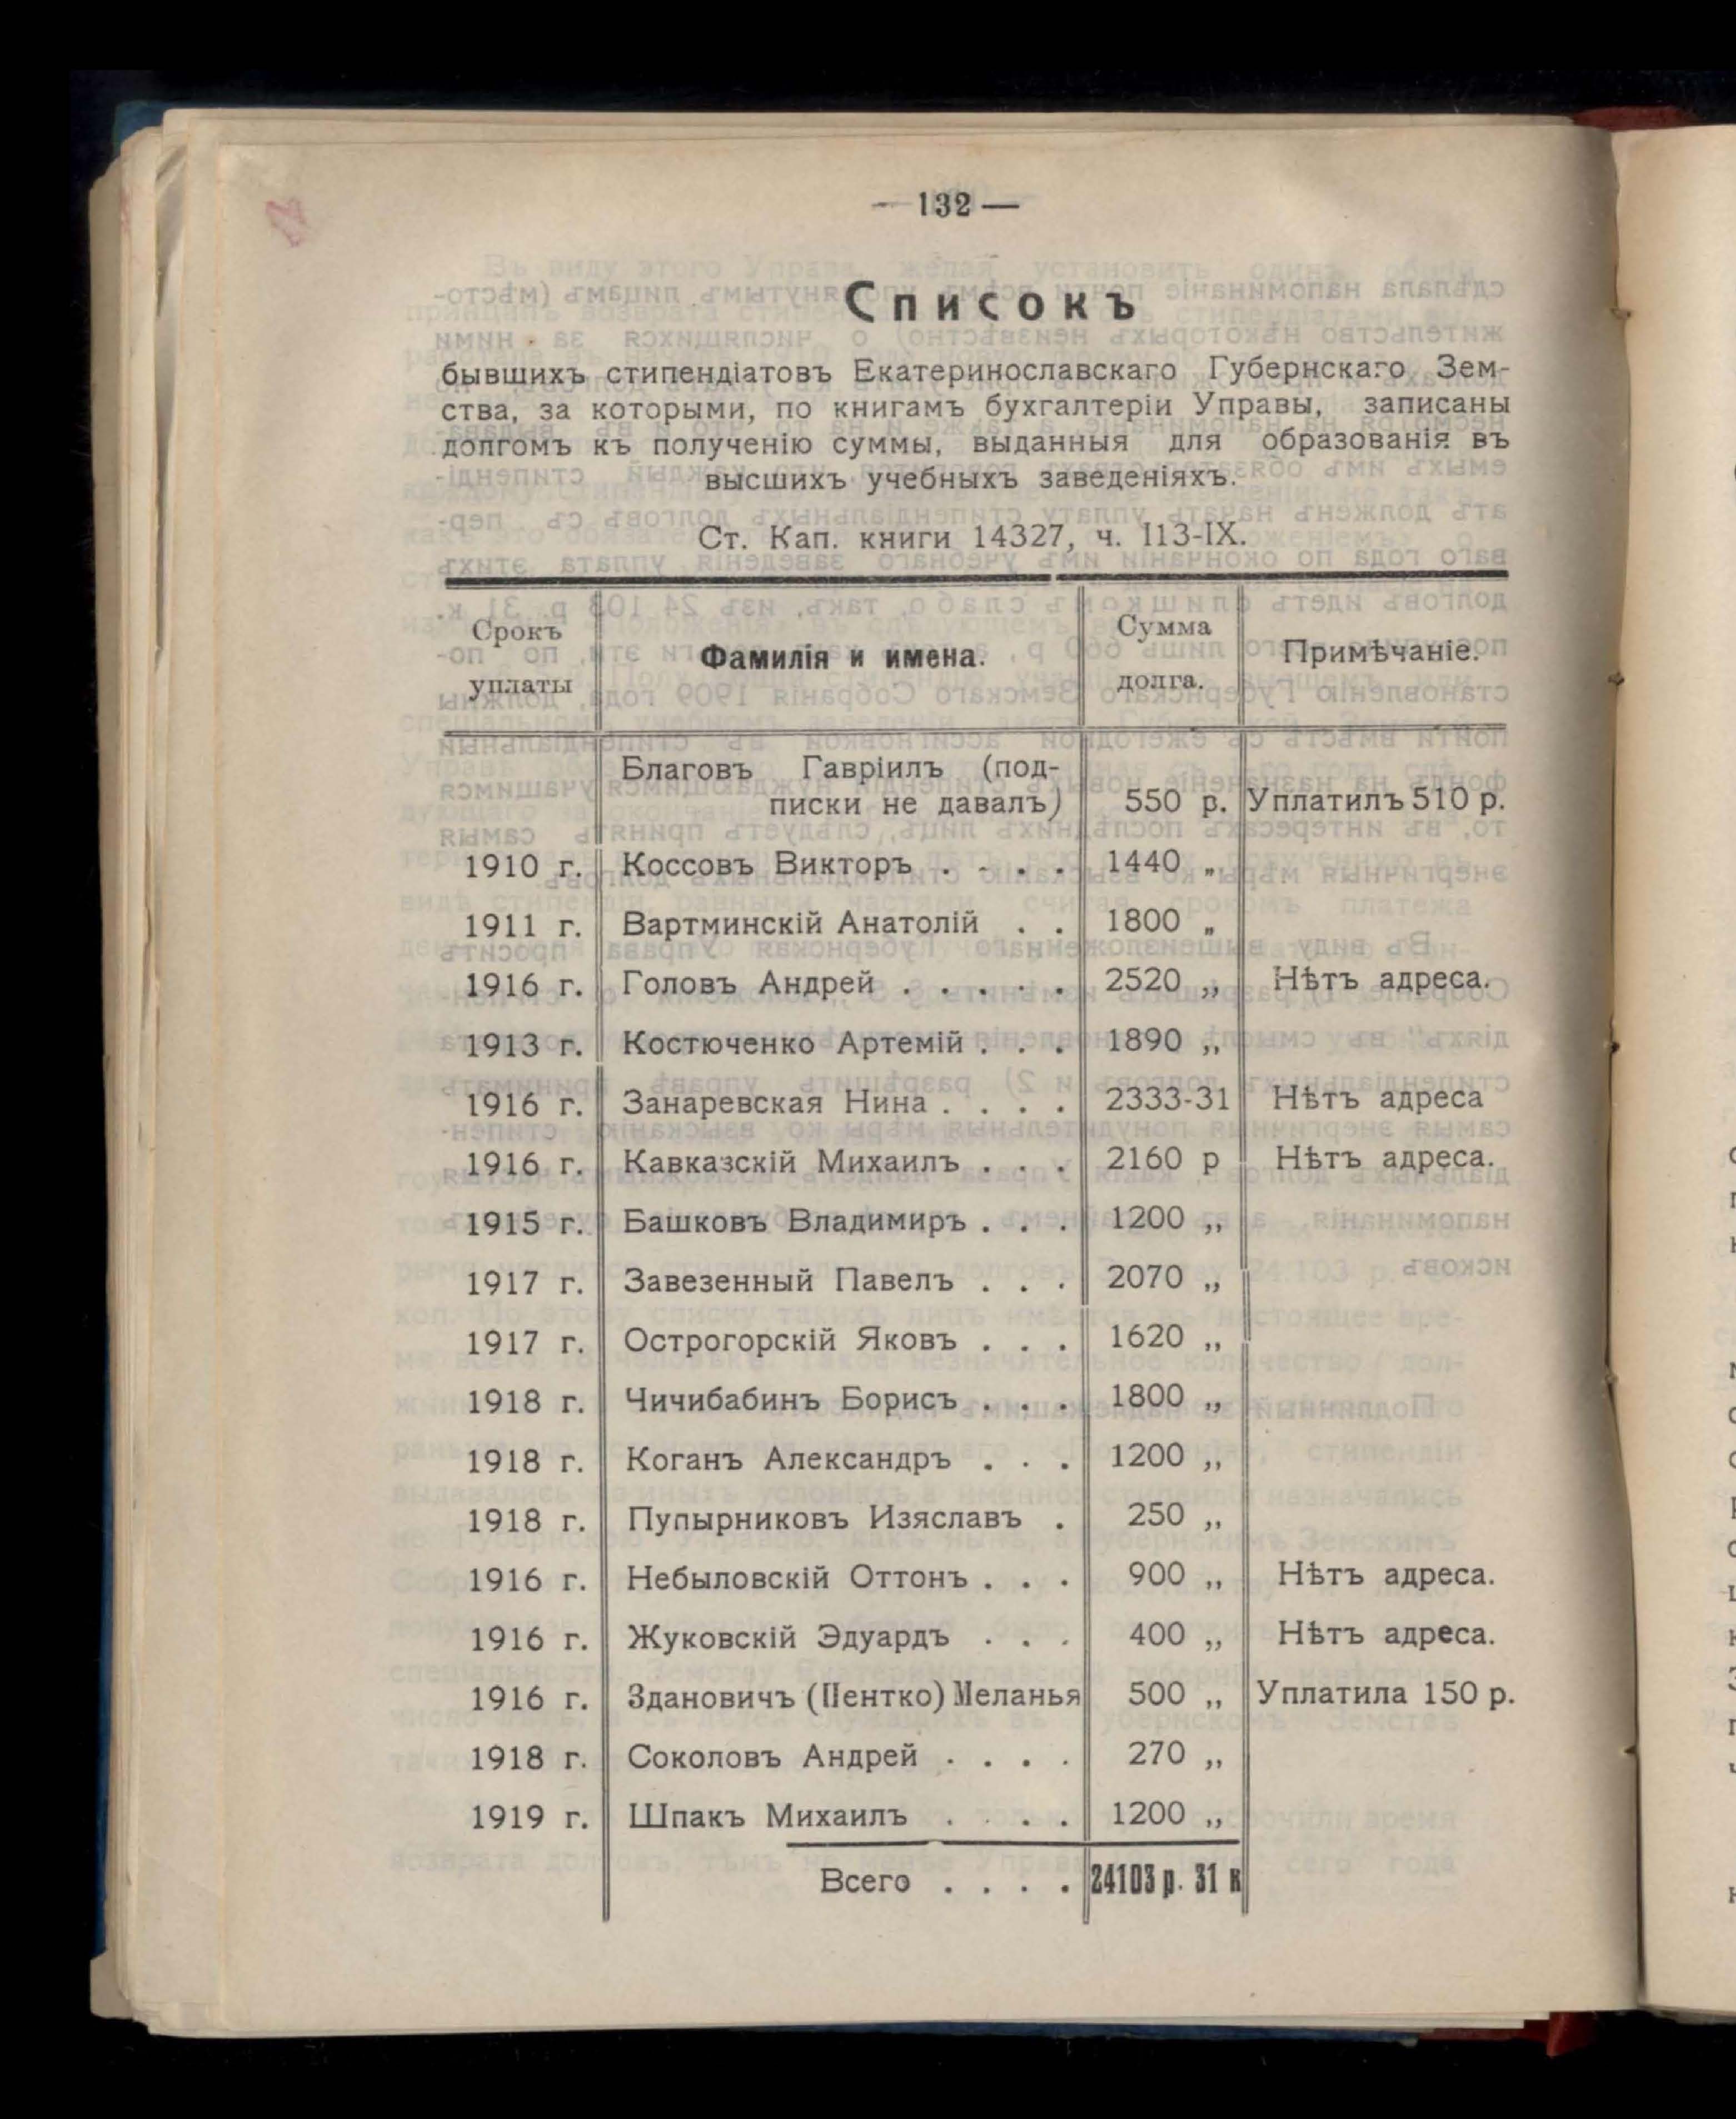 — 132 —
Списокъ
бывшихъ стипендіатовъ Екатеринославскаго Губернскаго Зем-
ства, за которыми, по книгамъ бухгалтеріи Управы, записаны
долгомъ къ полученію суммы, выданныя для образованія въ
высшихъ учебныхъ заведеніяхъ.
Ст. Кап. книги 14327, ч. 113-IX.
Срокъ уплаты Фамилія и имена. Сумма долга. Примѣчаніе.
Благовъ Гавріилъ (под-
писки не давалъ) 550 р. Уплатилъ 510 р.
1910 г. Коссовъ Викторъ . . . . 1440 „
1911 г. Вартминскій Анатолій . . 1800 „
1916 г. Головъ Андрей . . . . . 2520 „ Нѣтъ адреса.
1913 г. Костюченко Артемій . . . 1890 „
1916 г. Занаревская Нина . . . . 2333-31 Нѣтъ адреса
1916 г. Кавказскій Михаилъ . . . 2160 р Нѣтъ адреса.
1915 г. Башковъ Владимиръ . . . 1200 „
1917 г. Завезенный Павелъ . . . 2070 „
1917 г. Острогорскій Яковъ . . . 1620 „
1918 г. Чичибабинъ Борисъ . . . 1800 „
1918 г. Коганъ Александръ . . . 1200 „
1918 г. Пупырниковъ Изяславъ . 250 „
1916 г. Небыловскій Оттонъ . . . 900 „ Нѣтъ адреса.
1916 г. Жуковскій Эдуардъ . . . 400 „ Нѣтъ адреса.
1916 г. Здановичъ (Пентко) Меланья 500 „ Уплатила 150 р.
1918 г. Соколовъ Андрей . . . . 270 „
1919 г. Шпакъ Михаилъ . . . . 1200 „
Всего . . . . 24103 р. 31 к